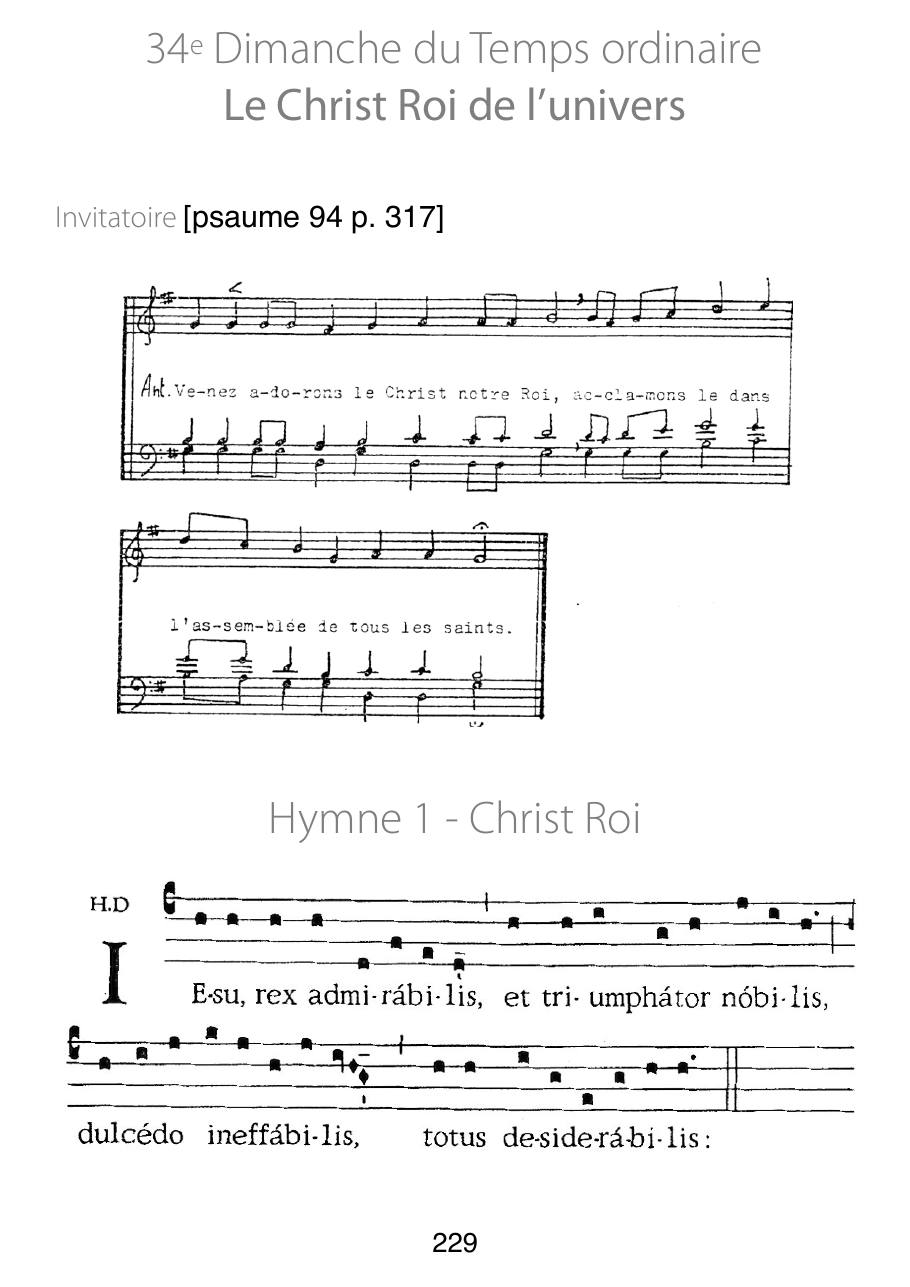 34e Dimanche du Temps ordinaire
Le Christ Roi de l’univers
Invitatoire [psaume 94 p. 317]
Ant. Ve-nez a-do-rons le Christ notre Roi, ac-cla-mons le dans
l'as-sem-blée de tous les saints.
Hymne 1 - Christ Roi
H.D
I
E-su, rex admi-rábi-lis, et tri-umphátor nóbi-lis,
dulcédo ineffábi-lis, totus de-side-rá-bi-lis :
229